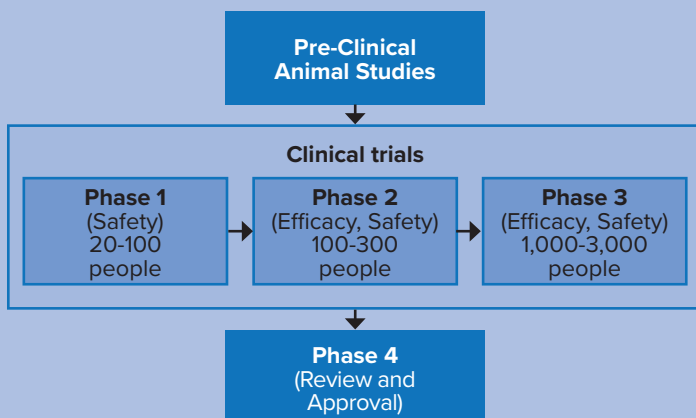 Pre-Clinical
Animal Studies
Clinical trials
Phase 1
(Safety)
20-100
people
Phase 2
(Efficacy, Safety)
100-300
people
Phase 3
(Efficacy, Safety)
1,000-3,000
people
Phase 4
(Review and
Approval)